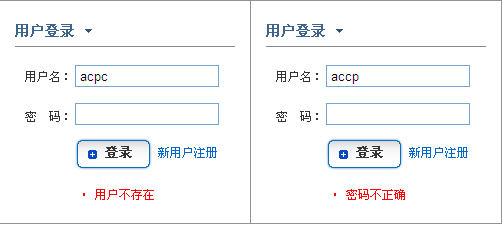 用户登录
用户名： acpc
密 码：
登录 新用户注册
· 用户不存在
用户登录
用户名： accp
密 码：
登录 新用户注册
· 密码不正确